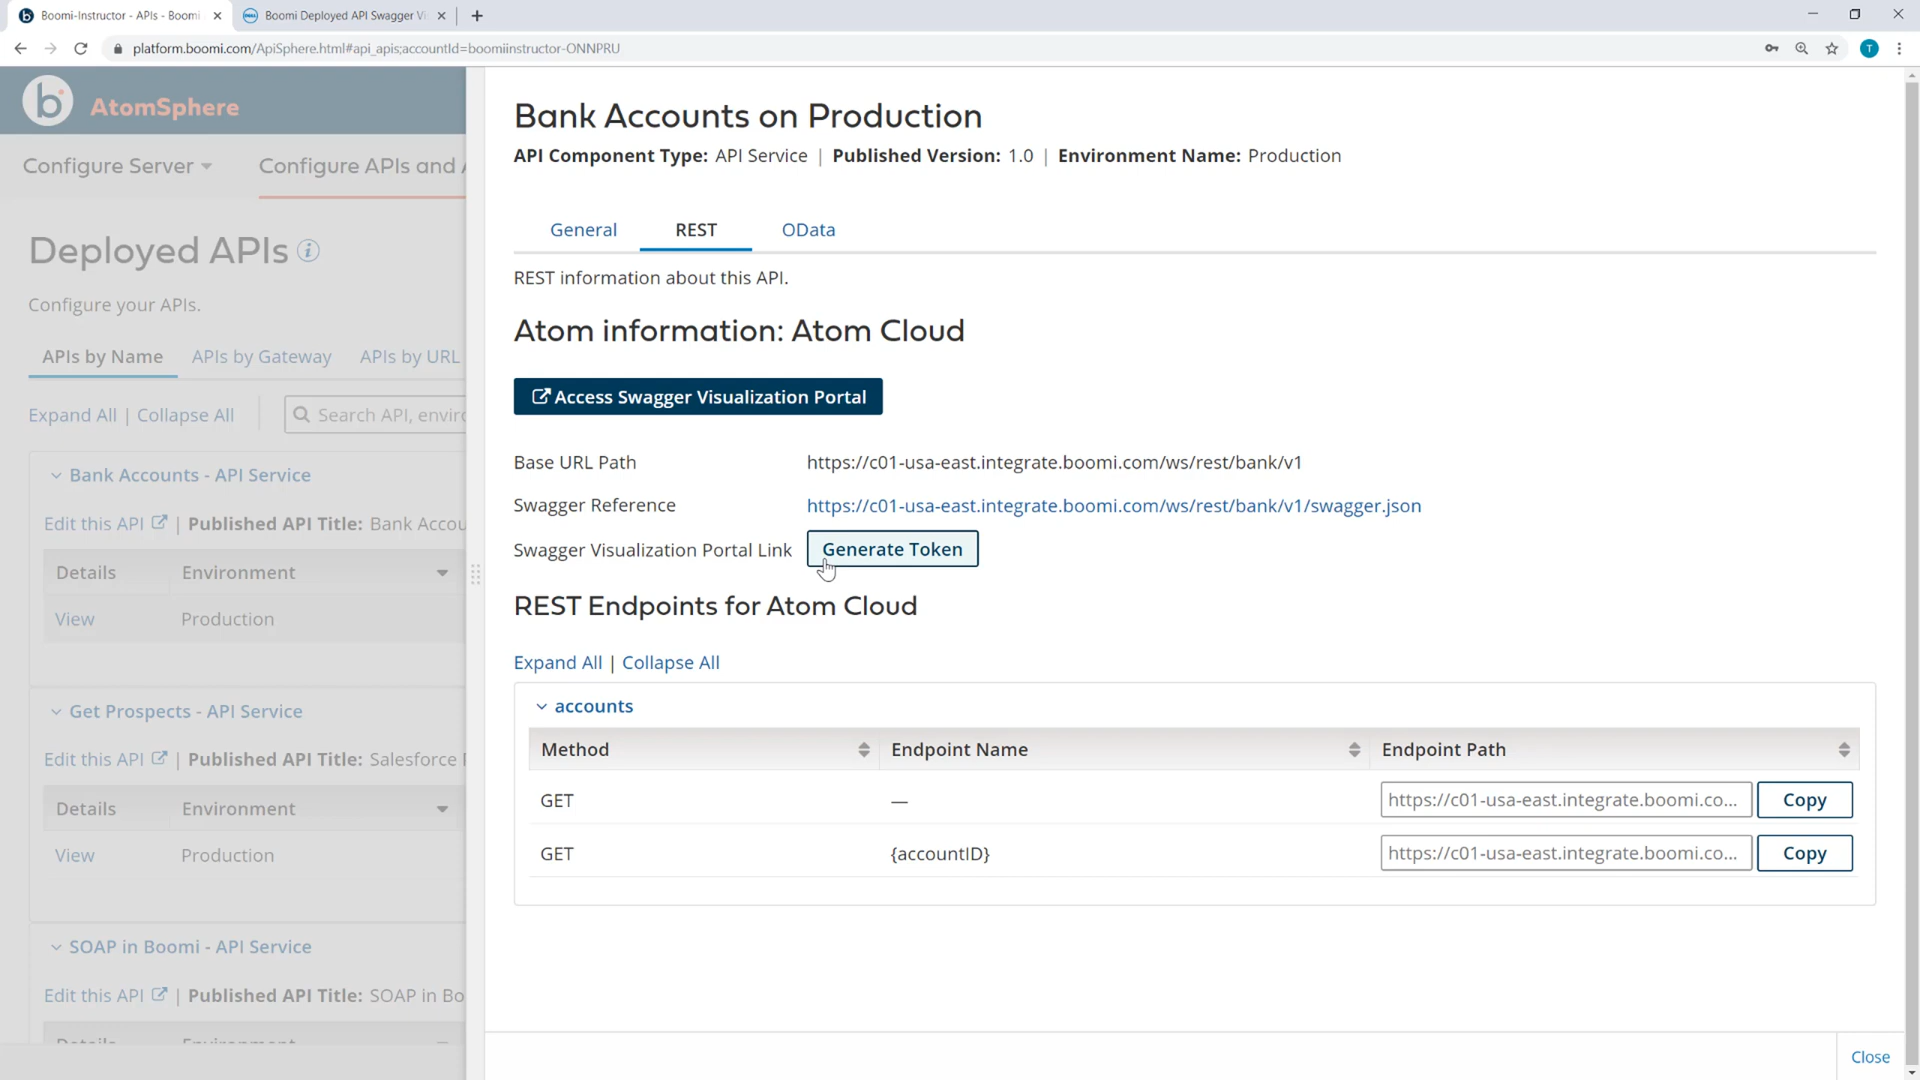 Boomi-Instructor - APIs - Boomi
Boomi Deployed API Swagger Vi
platform.boomi.com/ApiSphere.html#api_apis;accountId=boomiinstructor-ONNPRU
T
b
AtomSphere
Configure Server
Configure APIs and A
Deployed APIs
i
Configure your APIs.
APIs by Name
APIs by Gateway
APIs by URL
Expand All | Collapse All
Search API, enviro
Bank Accounts - API Service
Edit this API | Published API Title: Bank Accou
Details
Environment
View
Production
Get Prospects - API Service
Edit this API | Published API Title: Salesforce
Details
Environment
View
Production
SOAP in Boomi - API Service
Edit this API | Published API Title: SOAP in Bo
Details
Environment
Bank Accounts on Production
API Component Type: API Service | Published Version: 1.0 | Environment Name: Production
General
REST
OData
REST information about this API.
Atom information: Atom Cloud
Access Swagger Visualization Portal
Base URL Path
https://c01-usa-east.integrate.boomi.com/ws/rest/bank/v1
Swagger Reference
https://c01-usa-east.integrate.boomi.com/ws/rest/bank/v1/swagger.json
Swagger Visualization Portal Link
Generate Token
REST Endpoints for Atom Cloud
Expand All | Collapse All
accounts
Method
Endpoint Name
Endpoint Path
GET
—
https://c01-usa-east.integrate.boomi.co...
Copy
GET
{accountID}
https://c01-usa-east.integrate.boomi.co...
Copy
Close